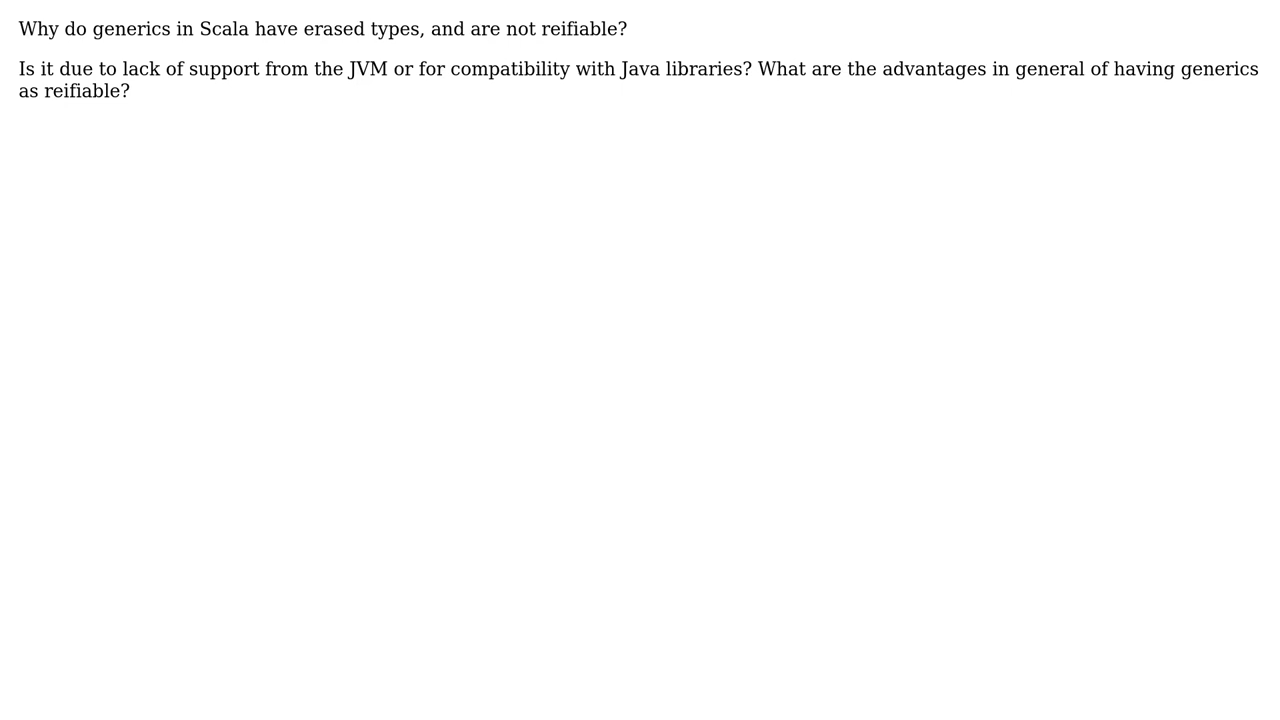 Why do generics in Scala have erased types, and are not reifiable?
Is it due to lack of support from the JVM or for compatibility with Java libraries? What are the advantages in general of having generics
as reifiable?